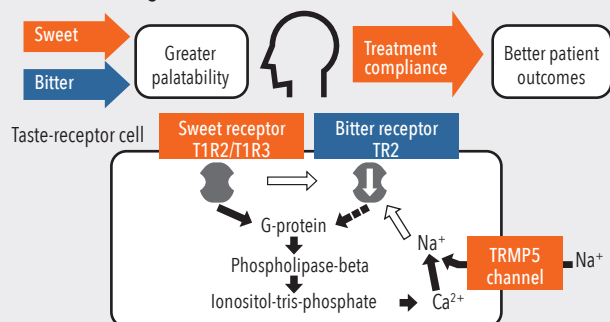 Sweet
Bitter
Greater
palatability
Treatment
compliance
Better patient
outcomes
Taste-receptor cell
Sweet receptor
T1R2/T1R3
Bitter receptor
TR2
G-protein
Phospholipase-beta
Ionositol-tris-phosphate
Ca²⁺
Na⁺
TRMP5
channel
Na⁺